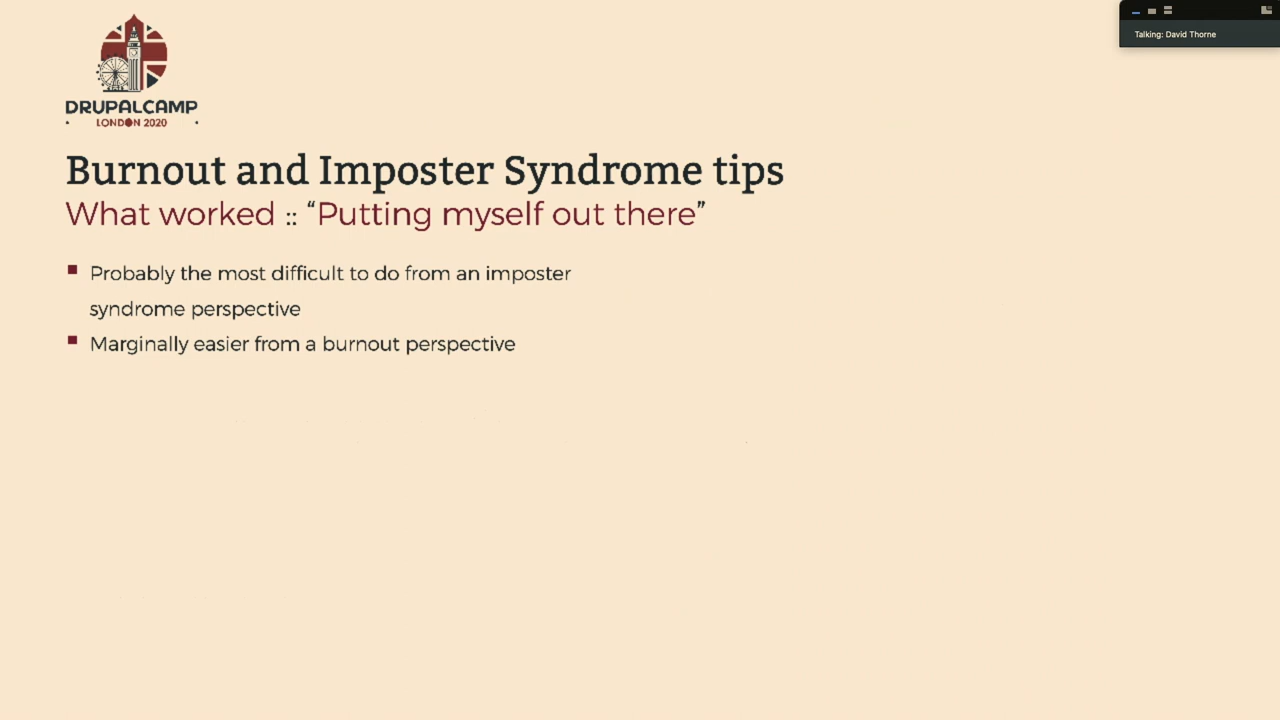 Talking: David Thorne
DRUPALCAMP
LONDON 2020
Burnout and Imposter Syndrome tips
What worked :: “Putting myself out there”
Probably the most difficult to do from an imposter
syndrome perspective
Marginally easier from a burnout perspective